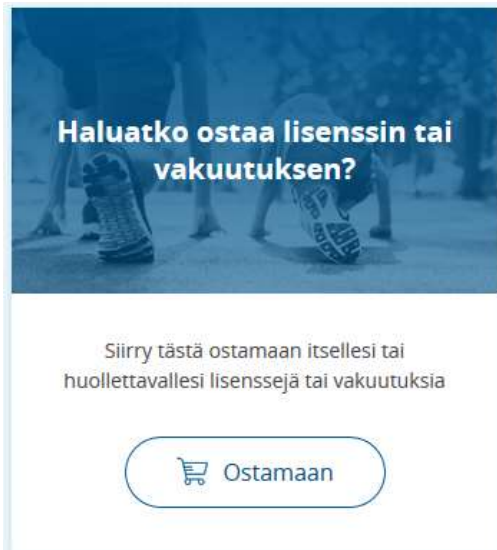 Haluatko ostaa lisenssin tai
vakuutuksen?
Siirry tästä ostamaan itsellesi tai
huollettavallesi lisenssejä tai vakuutuksia
Ostamaan